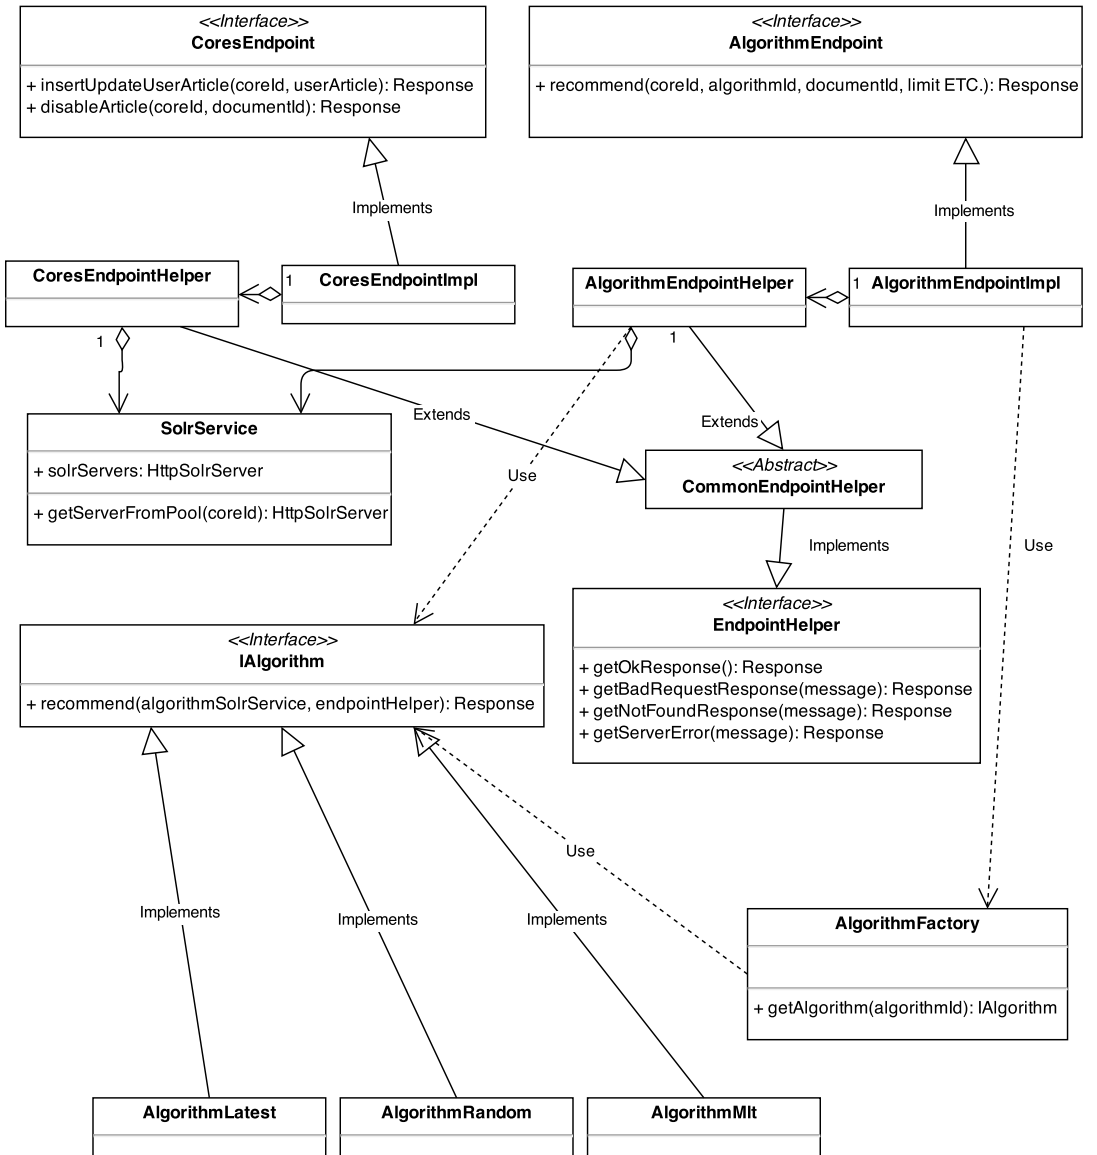 <<Interface>>
CoresEndpoint
+ insertUpdateUserArticle(coreId, userArticle): Response
+ disableArticle(coreId, documentId): Response
<<Interface>>
AlgorithmEndpoint
+ recommend(coreId, algorithmId, documentId, limit ETC.): Response
Implements
Implements
CoresEndpointHelper
1
CoresEndpointImpl
AlgorithmEndpointHelper
1
AlgorithmEndpointImpl
1
1
SolrService
+ solrServers: HttpSolrServer
+ getServerFromPool(coreId): HttpSolrServer
Extends
Extends
<<Abstract>>
CommonEndpointHelper
Use
Implements
Use
<<Interface>>
EndpointHelper
+ getOkResponse(): Response
+ getBadRequestResponse(message): Response
+ getNotFoundResponse(message): Response
+ getServerError(message): Response
<<Interface>>
IAlgorithm
+ recommend(algorithmSolrService, endpointHelper): Response
Use
Implements
Implements
Implements
AlgorithmFactory
+ getAlgorithm(algorithmId): IAlgorithm
AlgorithmLatest
AlgorithmRandom
AlgorithmMlt